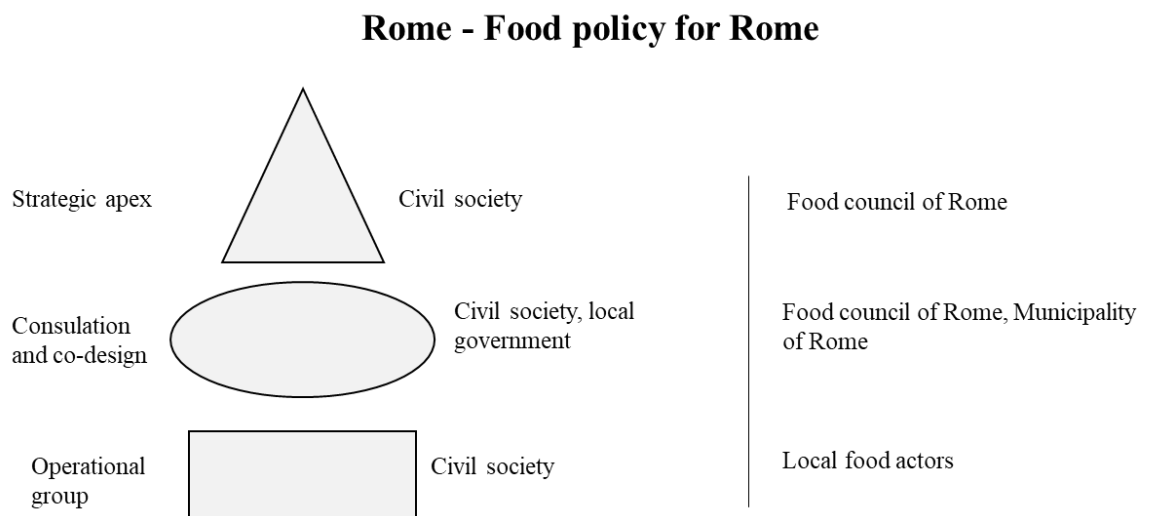 Rome - Food policy for Rome
Strategic apex
Civil society
Food council of Rome
Consulation
and co-design
Civil society, local
government
Food council of Rome, Municipality
of Rome
Operational
group
Civil society
Local food actors